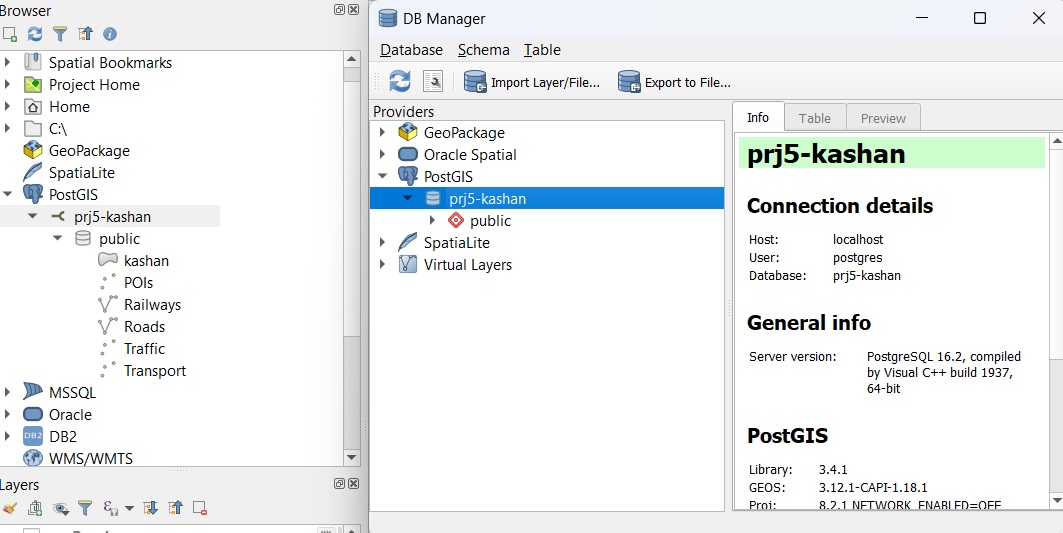 Browser
Spatial Bookmarks
Project Home
Home
C:\
GeoPackage
SpatiaLite
PostGIS
prj5-kashan
public
kashan
POIs
Railways
Roads
Traffic
Transport
MSSQL
Oracle
DB2
DB2
WMS/WMTS
Layers
DB Manager
Database Schema Table
Import Layer/File... Export to File...
Providers
GeoPackage
Oracle Spatial
PostGIS
prj5-kashan
public
SpatiaLite
Virtual Layers
Info Table Preview
prj5-kashan
Connection details
Host: localhost
User: postgres
Database: prj5-kashan
General info
Server version: PostgreSQL 16.2, compiled
by Visual C++ build 1937,
64-bit
PostGIS
Library: 3.4.1
GEOS: 3.12.1-CAPI-1.18.1
Proj: 8.2.1 NETWORK_ENABLED=OFF